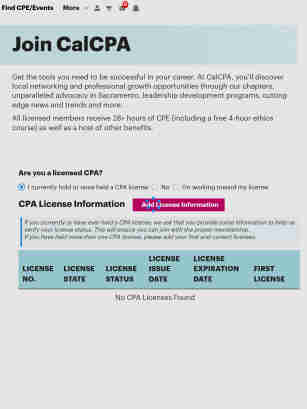 Find CPE/Events More
Join CalCPA
Get the tools you need to be successful in your career. At CalCPA, you'll discover
local networking and professional growth opportunities through our chapters,
unparalleled advocacy in Sacramento, leadership development programs, cutting-
edge news and trends and more.
All licensed members receive 28+ hours of CPE (including a free 4-hour ethics
course) as well as a host of other benefits.
Are you a licensed CPA?
I currently hold or have held a CPA license No I'm working toward my license
CPA License Information Add License Information
If you currently or have ever held a CPA license, we ask that you provide some information to help us
verify your license status. This will ensure you can join with the proper membership.
If you have held more than one CPA license, please add your first and current licenses.
LICENSE NO. LICENSE STATE LICENSE STATUS LICENSE ISSUE DATE LICENSE EXPIRATION DATE FIRST LICENSE
No CPA Licenses Found